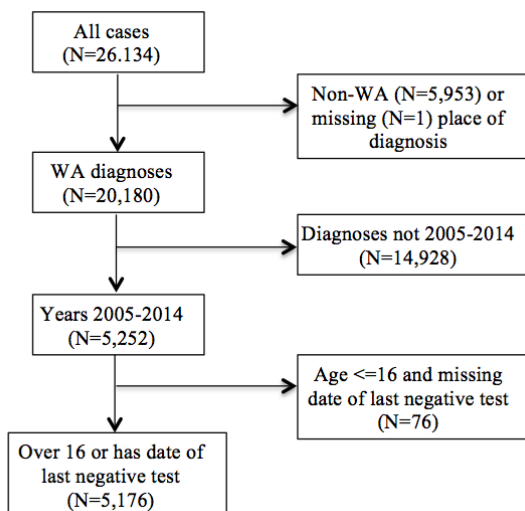 All cases
(N=26.134)
Non-WA (N=5,953) or
missing (N=1) place of
diagnosis
WA diagnoses
(N=20,180)
Diagnoses not 2005-2014
(N=14,928)
Years 2005-2014
(N=5,252)
Age <=16 and missing
date of last negative test
(N=76)
Over 16 or has date of
last negative test
(N=5,176)